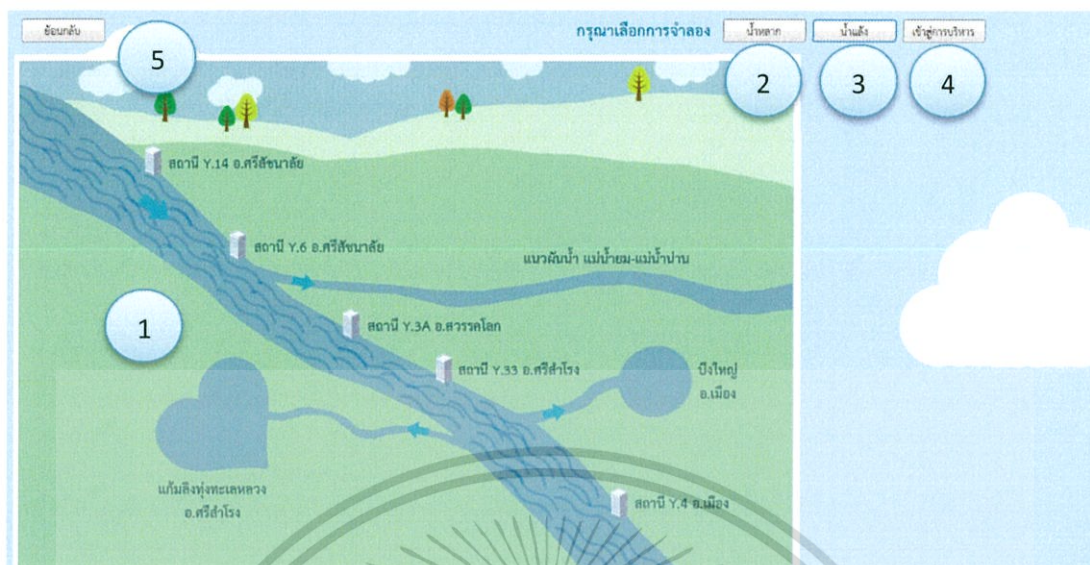 ย้อนกลับ
กรุณาเลือกการจำลอง
น้ำหลาก
น้ำแล้ง
เข้าสู่การบริหาร
5
2
3
4
สถานี Y.14 อ.ศรีสัชนาลัย
สถานี Y.6 อ.ศรีสัชนาลัย
แนวผันน้ำ แม่น้ำยม-แม่น้ำน่าน
1
สถานี Y.3A อ.สวรรคโลก
สถานี Y.33 อ.ศรีสำโรง
บึงใหญ่
อ.เมือง
แก้มลิงทุ่งทะเลหลวง
อ.ศรีสำโรง
สถานี Y.4 อ.เมือง